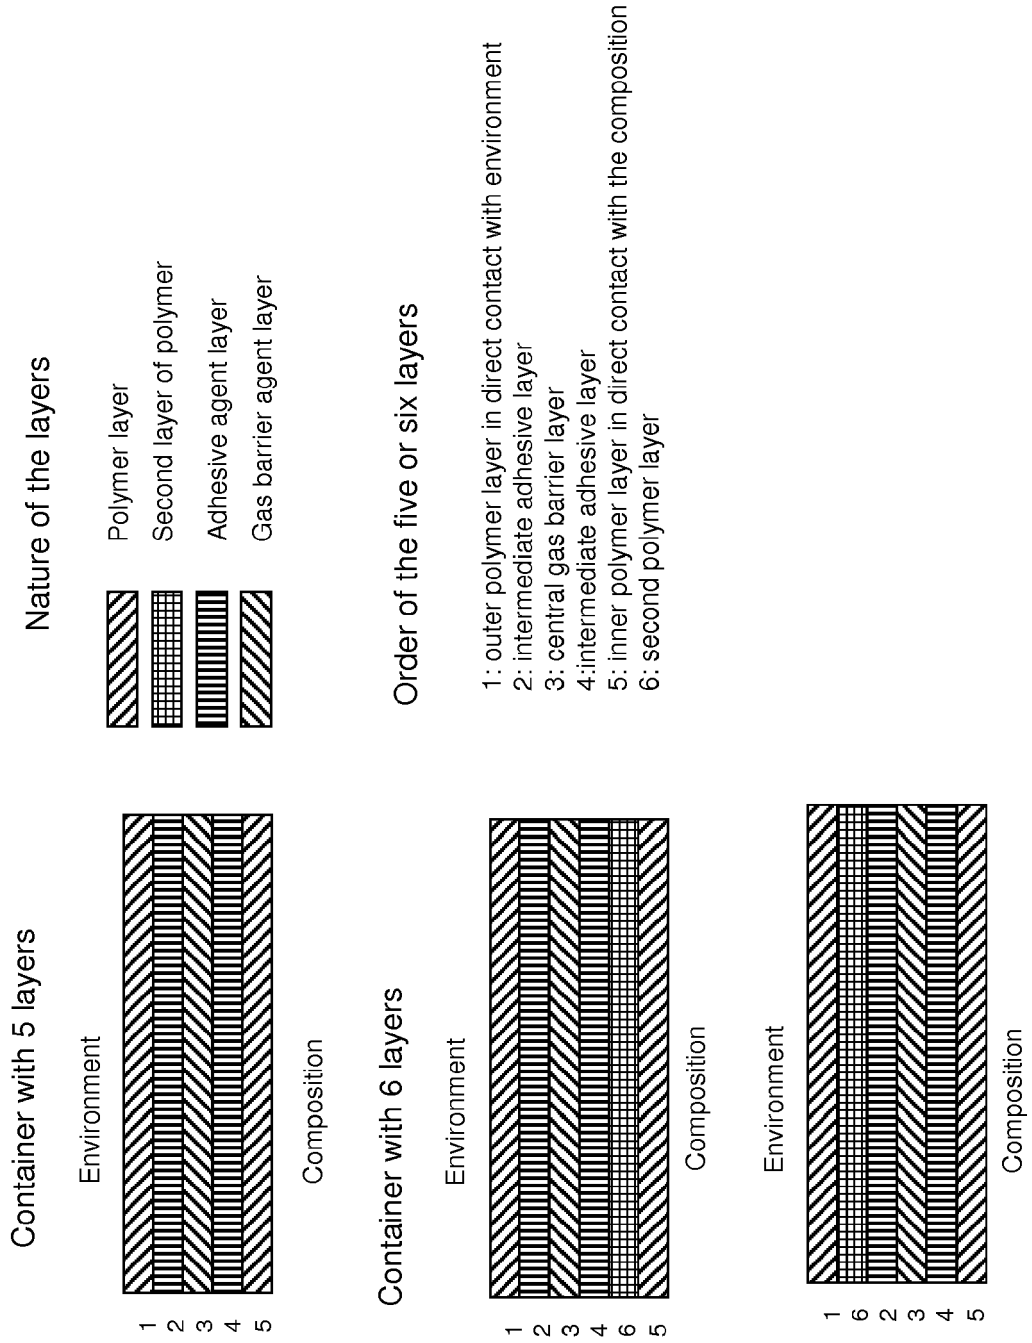 Container with 5 layers
Environment
1
2
3
4
5
Composition
Nature of the layers
Polymer layer
Second layer of polymer
Adhesive agent layer
Gas barrier agent layer
Container with 6 layers
Environment
1
2
3
4
6
5
Composition
Order of the five or six layers
1: outer polymer layer in direct contact with environment
2: intermediate adhesive layer
3: central gas barrier layer
4:intermediate adhesive layer
5: inner polymer layer in direct contact with the composition
6: second polymer layer
Environment
1
6
2
3
4
5
Composition